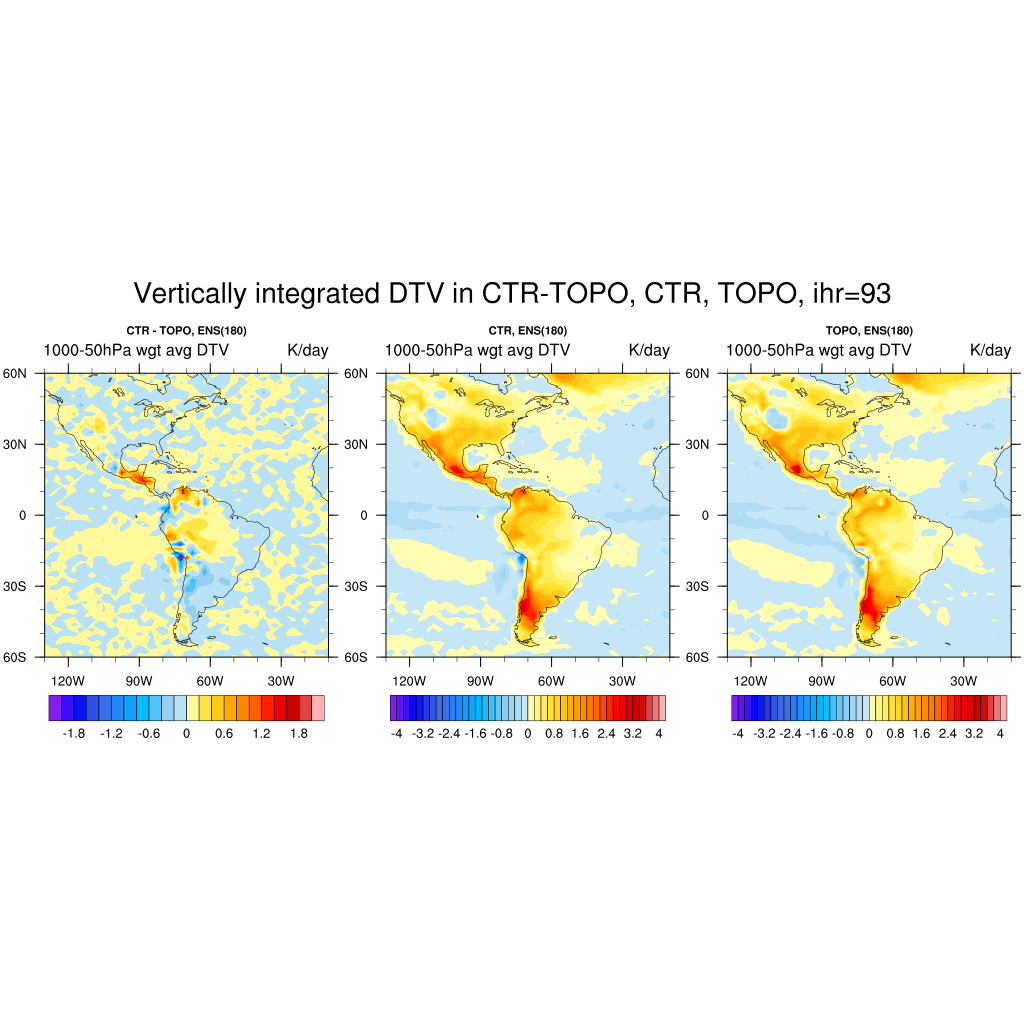 Vertically integrated DTV in CTR-TOPO, CTR, TOPO, ihr=93
CTR - TOPO, ENS(180)
1000-50hPa wgt avg DTV K/day
60N
30N
0
30S
60S
120W 90W 60W 30W
-1.8 -1.2 -0.6 0 0.6 1.2 1.8
CTR, ENS(180)
1000-50hPa wgt avg DTV K/day
60N
30N
0
30S
60S
120W 90W 60W 30W
-4 -3.2 -2.4 -1.6 -0.8 0 0.8 1.6 2.4 3.2 4
TOPO, ENS(180)
1000-50hPa wgt avg DTV K/day
60N
30N
0
30S
60S
120W 90W 60W 30W
-4 -3.2 -2.4 -1.6 -0.8 0 0.8 1.6 2.4 3.2 4